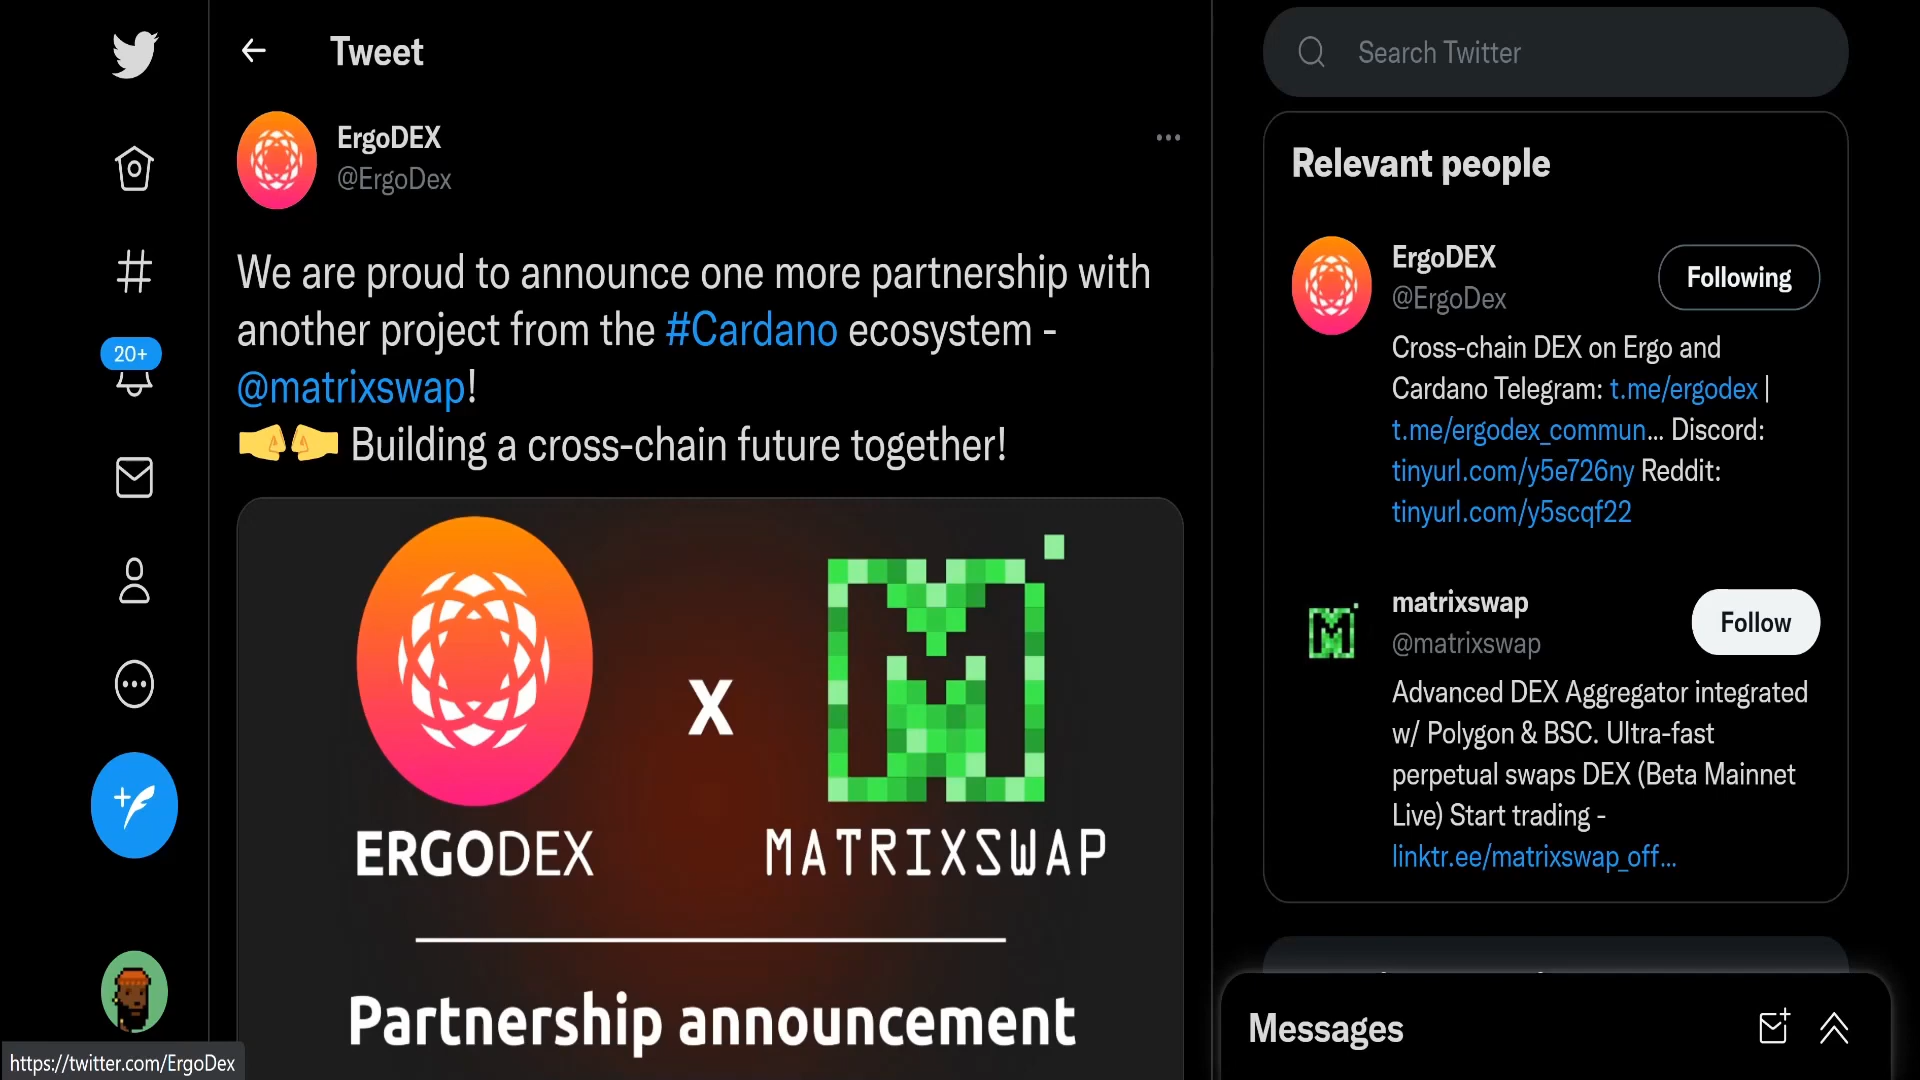 Tweet
ErgoDEX
@ErgoDex
We are proud to announce one more partnership with
another project from the #Cardano ecosystem -
@matrixswap!
Building a cross-chain future together!
ERGODEX
X
MATRIXSWAP
Partnership announcement
20+
Search Twitter
Relevant people
ErgoDEX
@ErgoDex
Following
Cross-chain DEX on Ergo and
Cardano Telegram: t.me/ergodex |
t.me/ergodex_commun... Discord:
tinyurl.com/y5e726ny Reddit:
tinyurl.com/y5scqf22
matrixswap
@matrixswap
Follow
Advanced DEX Aggregator integrated
w/ Polygon & BSC. Ultra-fast
perpetual swaps DEX (Beta Mainnet
Live) Start trading -
linktr.ee/matrixswap_off...
Messages
https://twitter.com/ErgoDex